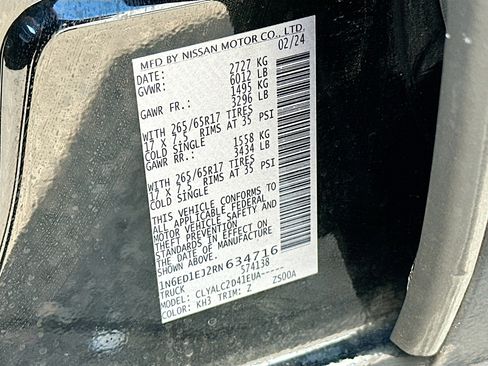 MFD BY NISSAN MOTOR CO., LTD.
DATE: 02/24
GVWR: 2727 KG
6012 LB
GAWR FR.: 1495 KG
3296 LB
WITH 265/65R17 TIRES
17 X 7.5 RIMS AT 35 PSI
COLD SINGLE
GAWR RR.: 1558 KG
3434 LB
WITH 265/65R17 TIRES
17 X 7.5 RIMS AT 35 PSI
COLD SINGLE
THIS VEHICLE CONFORMS TO
ALL APPLICABLE FEDERAL
MOTOR VEHICLE SAFETY AND
THEFT PREVENTION
STANDARDS IN EFFECT ON
THE DATE OF MANUFACTURE
SHOWN ABOVE.
1N6ED1EJ2RN634716
TRUCK 574138
MODEL: CLYALC2D41EUA-----
COLOR: KH3 TRIM: Z ZS00A